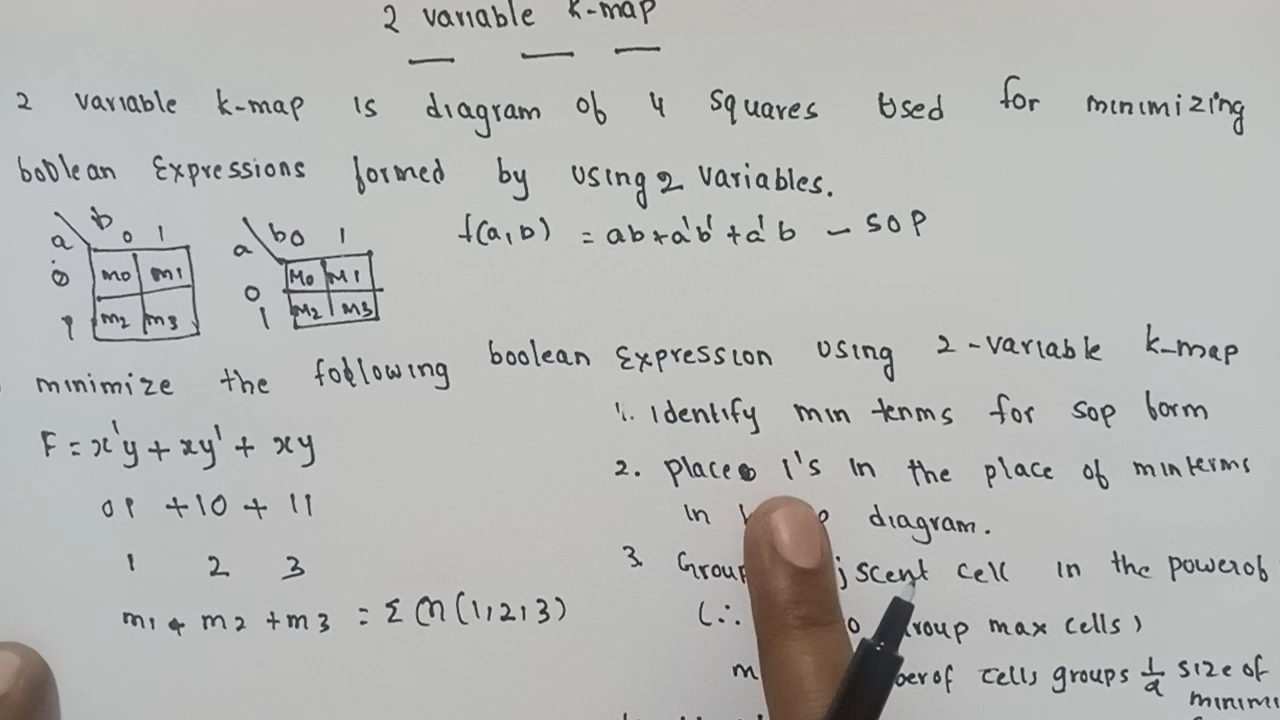 2 variable k-map
2 variable k-map is diagram of 4 squares used for minimizing
boolean Expressions formed by using 2 variables.
a b 0 1
0 m0 m1
1 m2 m3
a b 0 1
0 M0 M1
1 M2 M3
f(a,b) = ab+a'b'+a'b - SOP
minimize the following boolean Expression using 2-variable k-map
F = x'y + xy' + xy
01 + 10 + 11
1 2 3
m1 + m2 + m3 = Σm(1,2,3)
1. Identify min terms for sop form
2. place 1's in the place of minterms
in diagram.
3. Group cell in the power of
(∴ group max cells)
of cells groups size of
minimi